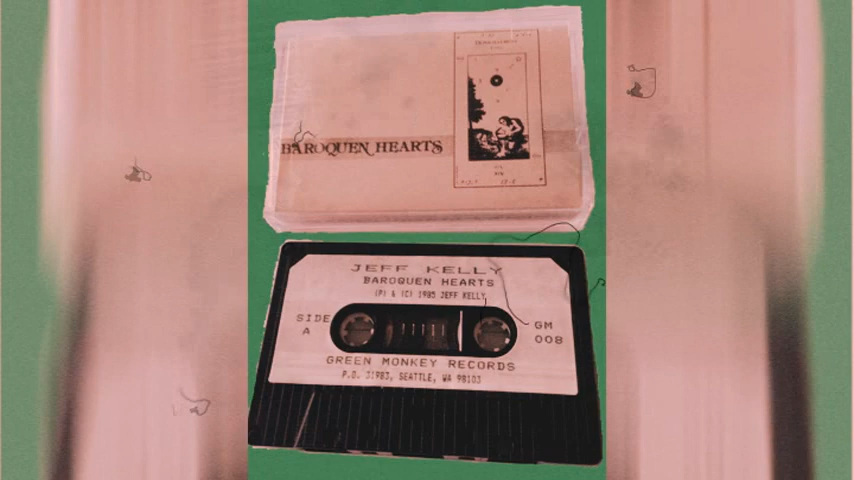 BAROQUEN HEARTS
JEFF KELLY
BAROQUEN HEARTS
(P) & (C) 1985 JEFF KELLY
SIDE
A
GM
008
GREEN MONKEY RECORDS
P.O. 31983, SEATTLE, WA 98103